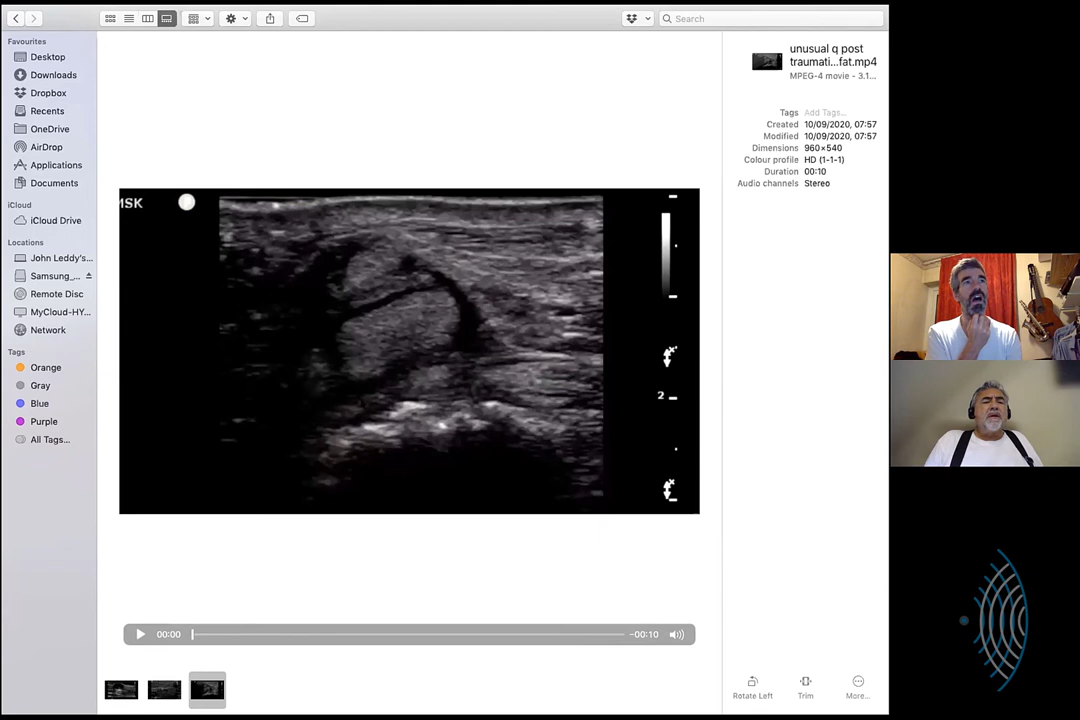 Search
Favourites
Desktop
Downloads
Dropbox
Recents
OneDrive
AirDrop
Applications
Documents
iCloud
iCloud Drive
Locations
John Leddy's...
Samsung_...
Remote Disc
MyCloud-HY...
Network
Tags
Orange
Gray
Blue
Purple
All Tags...
MSK
2
00:00
-00:10
unusual q post
traumati...fat.mp4
MPEG-4 movie - 3.1...
Tags Add Tags...
Created 10/09/2020, 07:57
Modified 10/09/2020, 07:57
Dimensions 960×540
Colour profile HD (1-1-1)
Duration 00:10
Audio channels Stereo
Rotate Left
Trim
More...